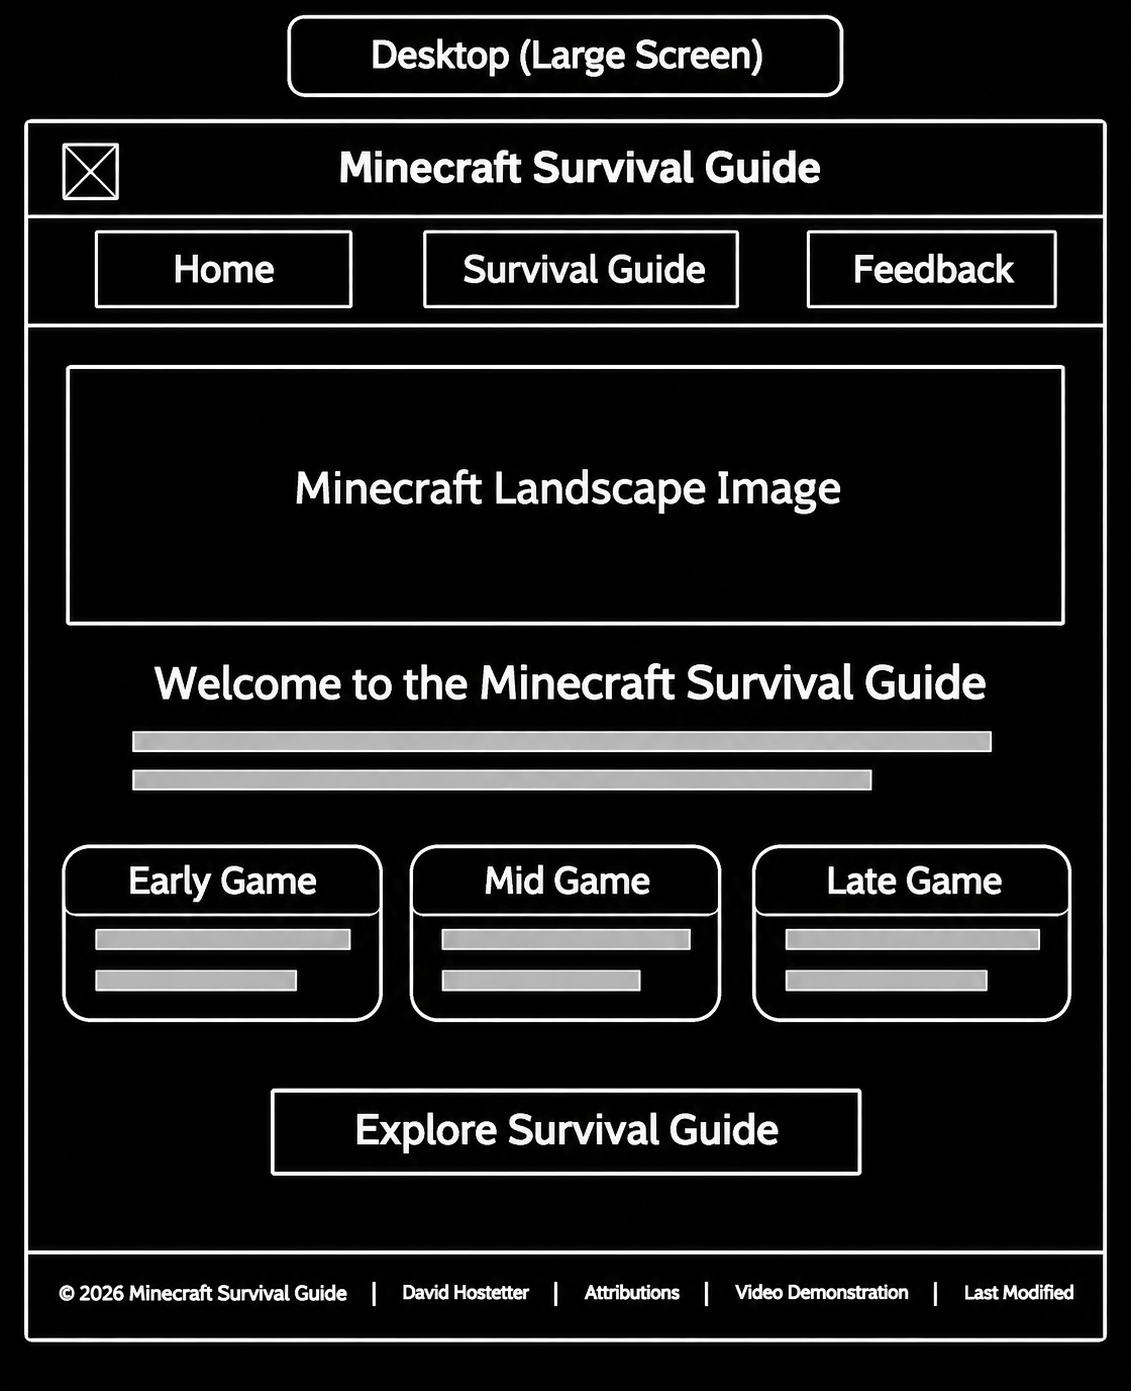 Desktop (Large Screen)
Minecraft Survival Guide
Home
Survival Guide
Feedback
Minecraft Landscape Image
Welcome to the Minecraft Survival Guide
Early Game
Mid Game
Late Game
Explore Survival Guide
© 2026 Minecraft Survival Guide | David Hostetter | Attributions | Video Demonstration | Last Modified